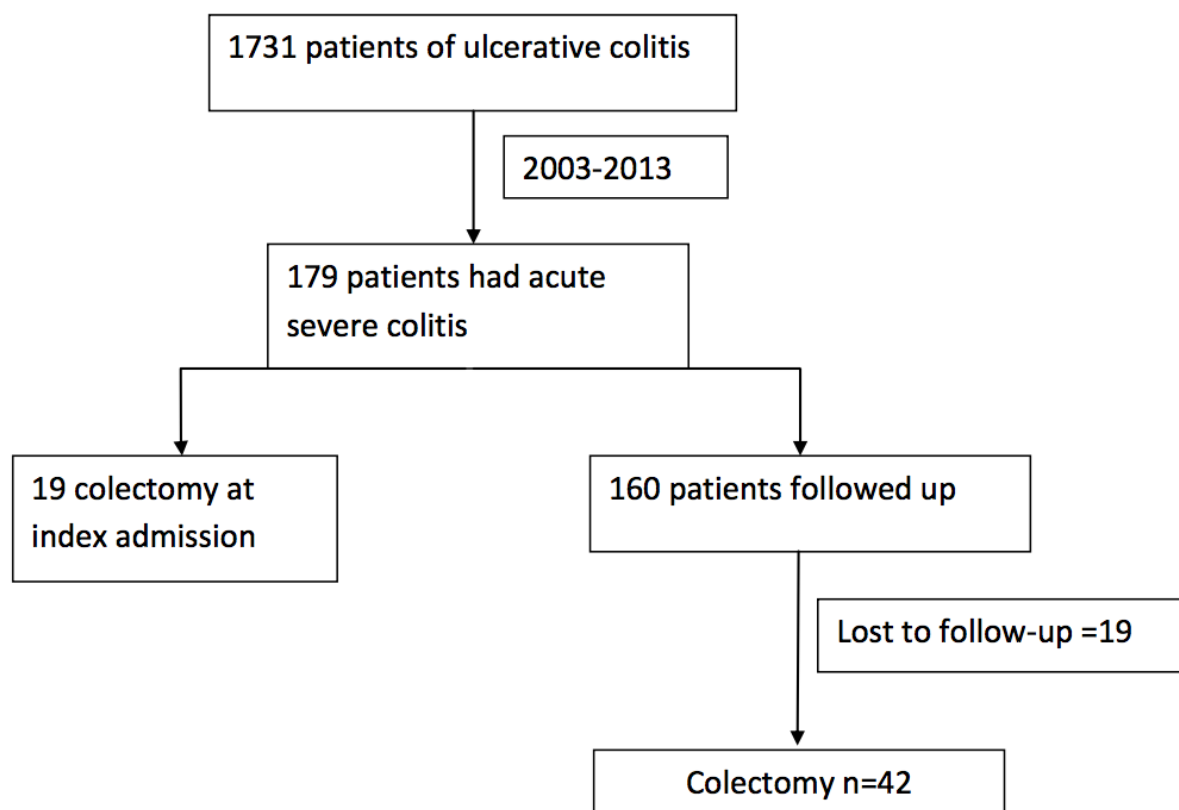 1731 patients of ulcerative colitis
2003-2013
179 patients had acute
severe colitis
19 colectomy at
index admission
160 patients followed up
Lost to follow-up =19
Colectomy n=42